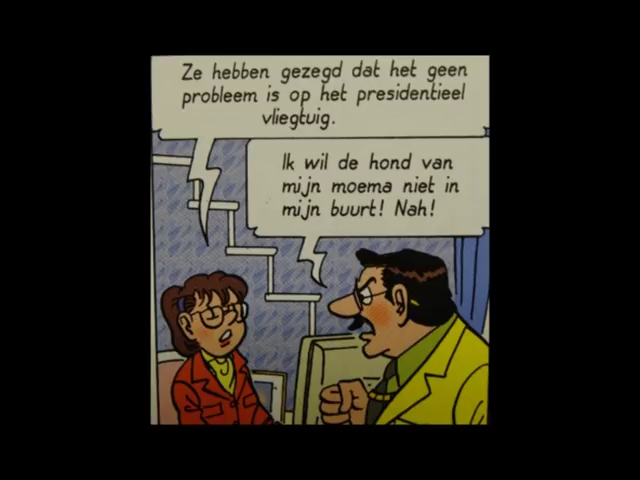 Ze hebben gezegd dat het geen
probleem is op het presidentieel
vliegtuig.
Ik wil de hond van
mijn moema niet in
mijn buurt! Nah!